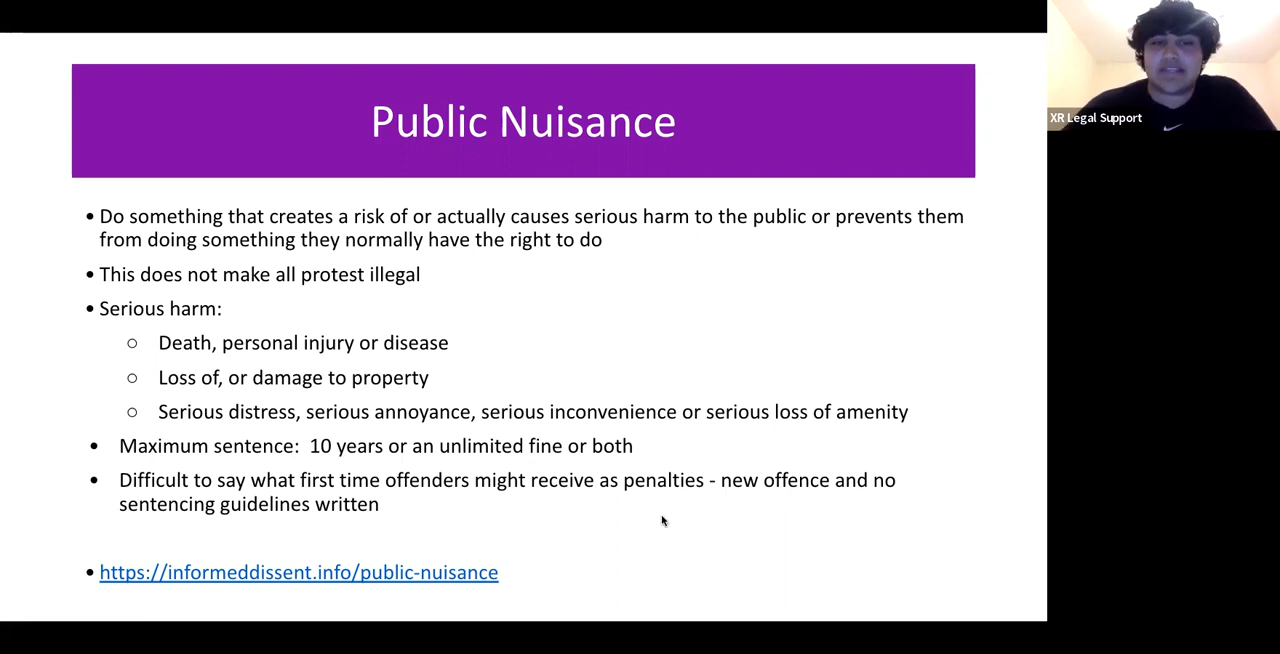 Public Nuisance
XR Legal Support
• Do something that creates a risk of or actually causes serious harm to the public or prevents them
from doing something they normally have the right to do
• This does not make all protest illegal
• Serious harm:
○ Death, personal injury or disease
○ Loss of, or damage to property
○ Serious distress, serious annoyance, serious inconvenience or serious loss of amenity
• Maximum sentence: 10 years or an unlimited fine or both
• Difficult to say what first time offenders might receive as penalties - new offence and no
sentencing guidelines written
• https://informeddissent.info/public-nuisance